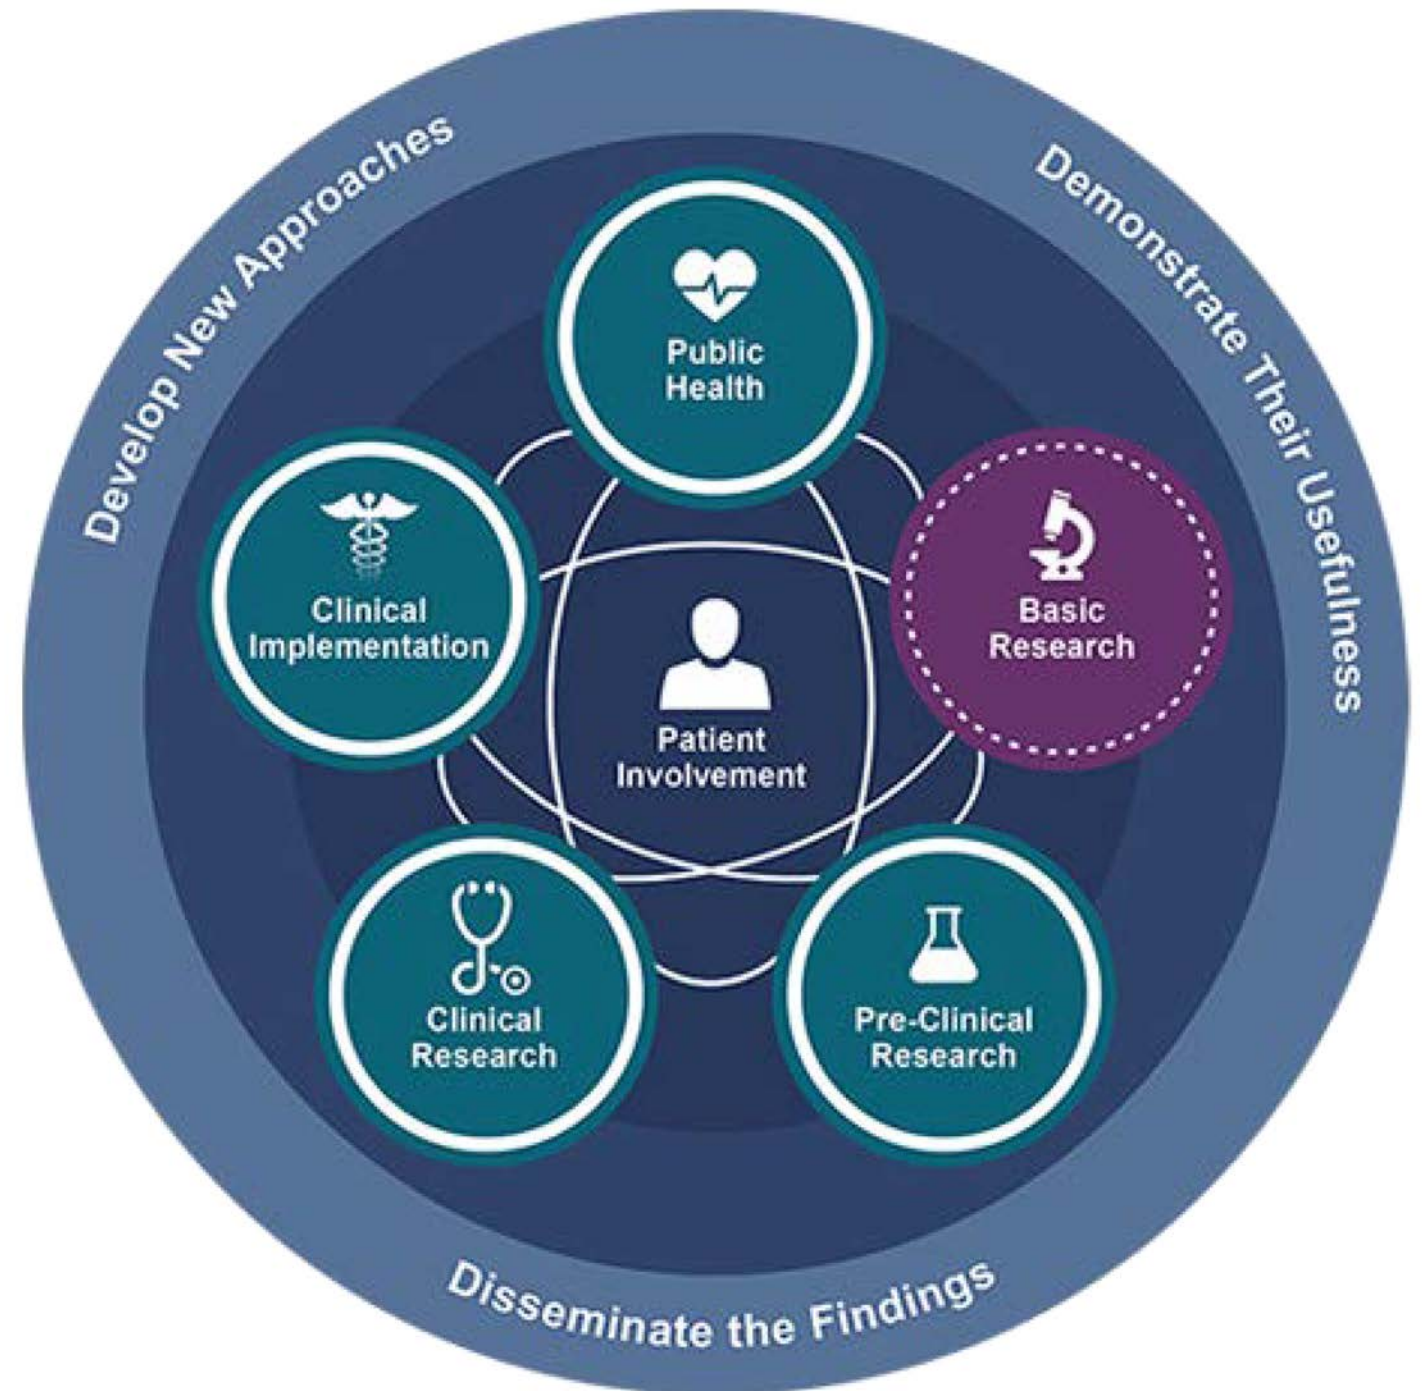 Develop New Approaches
Demonstrate Their Usefulness
Public
Health
Clinical
Implementation
Basic
Research
Patient
Involvement
Clinical
Research
Pre-Clinical
Research
Disseminate the Findings